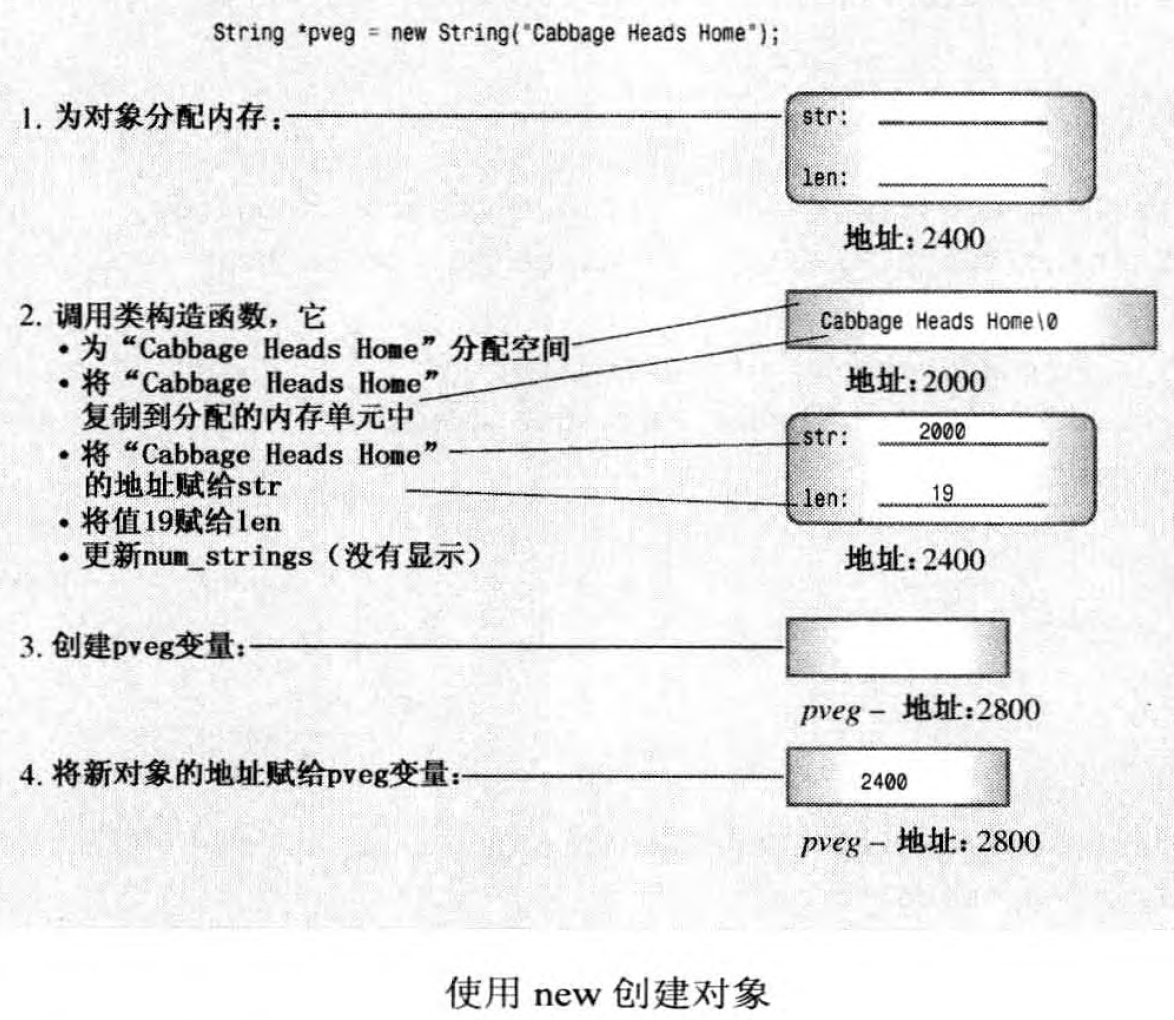 String *pveg = new String("Cabbage Heads Home");
1. 为对象分配内存：
str:
len:
地址：2400
2. 调用类构造函数，它
• 为“Cabbage Heads Home”分配空间
• 将“Cabbage Heads Home”
复制到分配的内存单元中
• 将“Cabbage Heads Home”
的地址赋给str
• 将值19赋给len
• 更新num_strings（没有显示）
Cabbage Heads Home\0
地址：2000
str: 2000
len: 19
地址：2400
3. 创建pveg变量：
pveg – 地址：2800
4. 将新对象的地址赋给pveg变量：
2400
pveg – 地址：2800
使用 new 创建对象